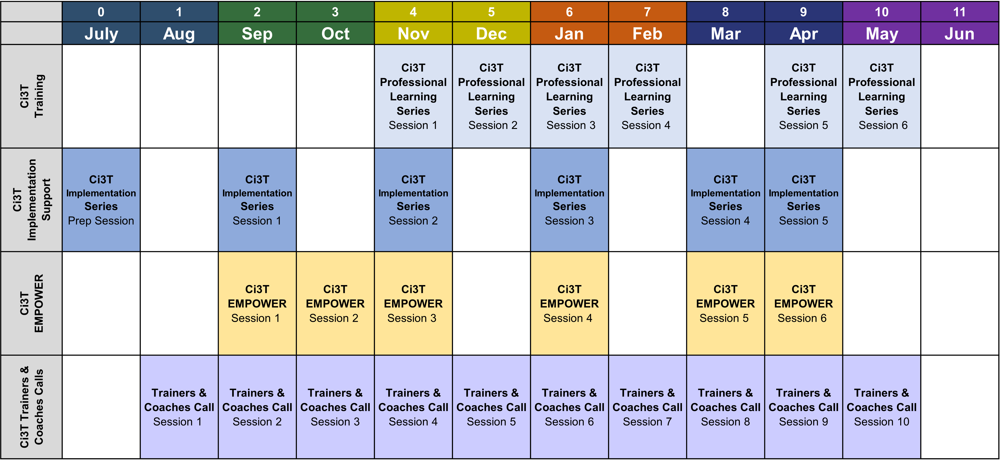 0
1
2
3
4
5
6
7
8
9
10
11
July
Aug
Sep
Oct
Nov
Dec
Jan
Feb
Mar
Apr
May
Jun
Ci3T
Training
Ci3T
Professional
Learning
Series
Session 1
Ci3T
Professional
Learning
Series
Session 2
Ci3T
Professional
Learning
Series
Session 3
Ci3T
Professional
Learning
Series
Session 4
Ci3T
Professional
Learning
Series
Session 5
Ci3T
Professional
Learning
Series
Session 6
Ci3T
Implementation
Support
Ci3T
Implementation
Series
Prep Session
Ci3T
Implementation
Series
Session 1
Ci3T
Implementation
Series
Session 2
Ci3T
Implementation
Series
Session 3
Ci3T
Implementation
Series
Session 4
Ci3T
Implementation
Series
Session 5
Ci3T
EMPOWER
Ci3T
EMPOWER
Session 1
Ci3T
EMPOWER
Session 2
Ci3T
EMPOWER
Session 3
Ci3T
EMPOWER
Session 4
Ci3T
EMPOWER
Session 5
Ci3T
EMPOWER
Session 6
Ci3T Trainers &
Coaches Calls
Trainers &
Coaches Call
Session 1
Trainers &
Coaches Call
Session 2
Trainers &
Coaches Call
Session 3
Trainers &
Coaches Call
Session 4
Trainers &
Coaches Call
Session 5
Trainers &
Coaches Call
Session 6
Trainers &
Coaches Call
Session 7
Trainers &
Coaches Call
Session 8
Trainers &
Coaches Call
Session 9
Trainers &
Coaches Call
Session 10